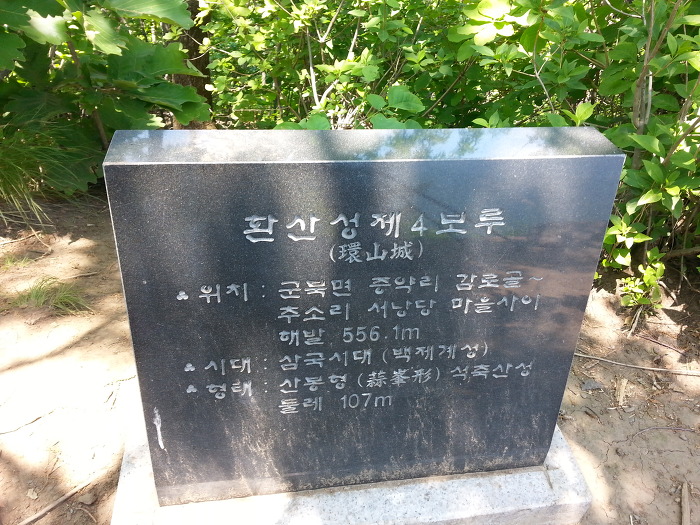 환산성제4보루
(環山城)
♣ 위치 : 군북면 증약리 감로골~
추소리 서낭당 마을사이
해발 556.1m
♣ 시대 : 삼국시대 (백제계성)
♣ 형태 : 산봉형 (蒜峯形) 석축산성
둘레 107m